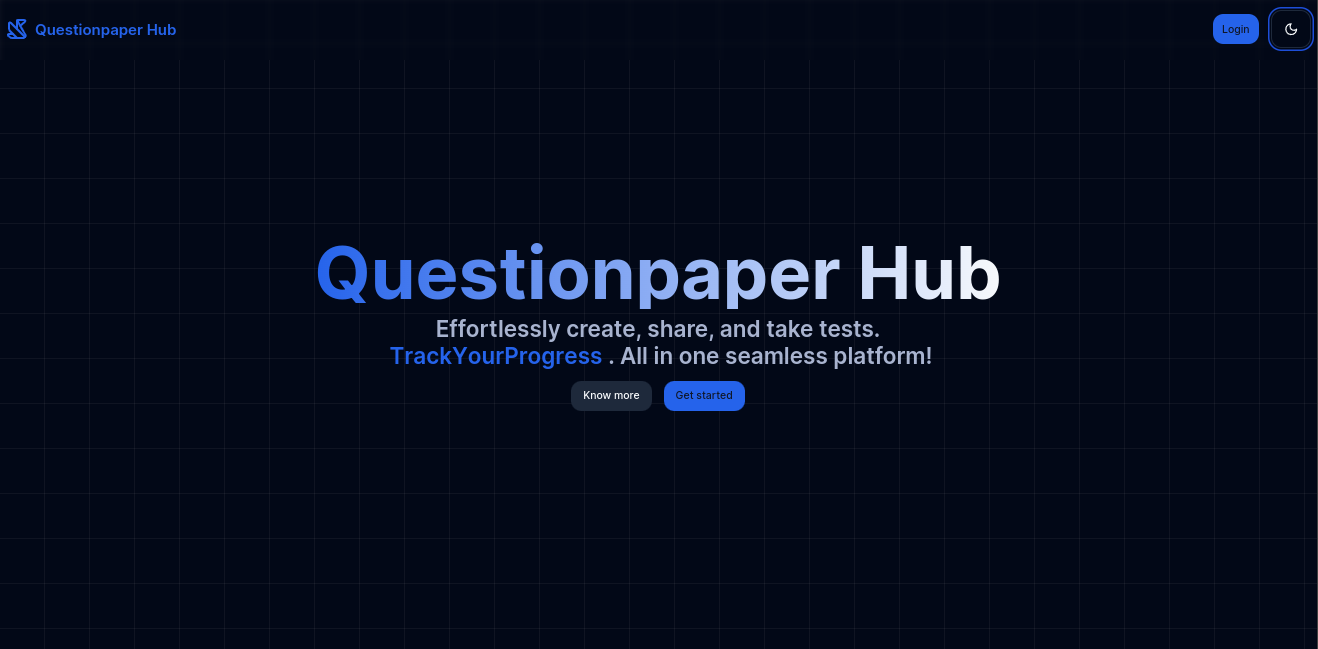 Questionpaper Hub
Login
Questionpaper Hub
Effortlessly create, share, and take tests.
TrackYourProgress . All in one seamless platform!
Know more
Get started